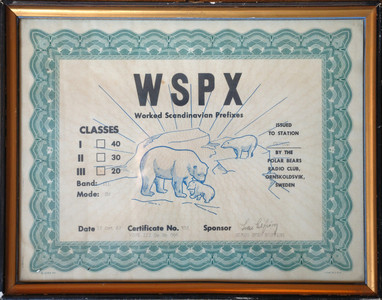 WSPX
Worked Scandinavian Prefixes
CLASSES
I 40
II 30
III 20
Band:
Mode:
ISSUED
TO STATION
BY THE
POLAR BEARS
RADIO CLUB,
ORNSKOLDSVIK,
SWEDEN
Date Certificate No. Sponsor